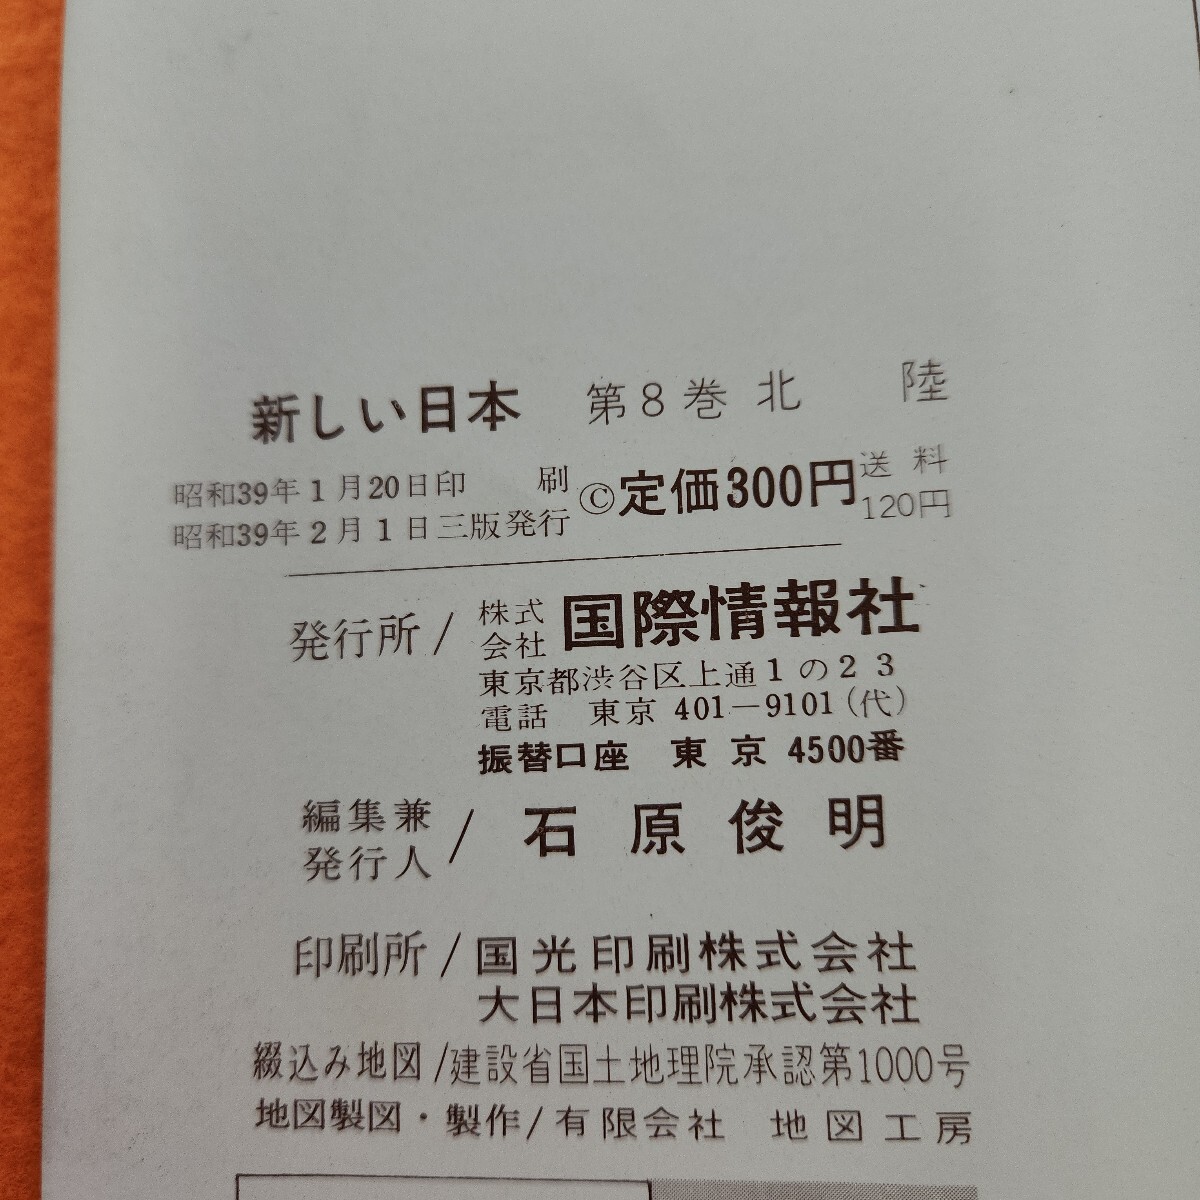 新しい日本 第8巻 北 陸
昭和39年1月20日印 刷
昭和39年2月1日三版発行
©定価300円
送料
120円
発行所/株式会社 国際情報社
東京都渋谷区上通1の23
電話 東京 401－9101(代)
振替口座 東京 4500番
編集兼発行人/石原俊明
印刷所/国光印刷株式会社
大日本印刷株式会社
綴込み地図/建設省国土地理院承認第1000号
地図製図・製作/有限会社 地図工房